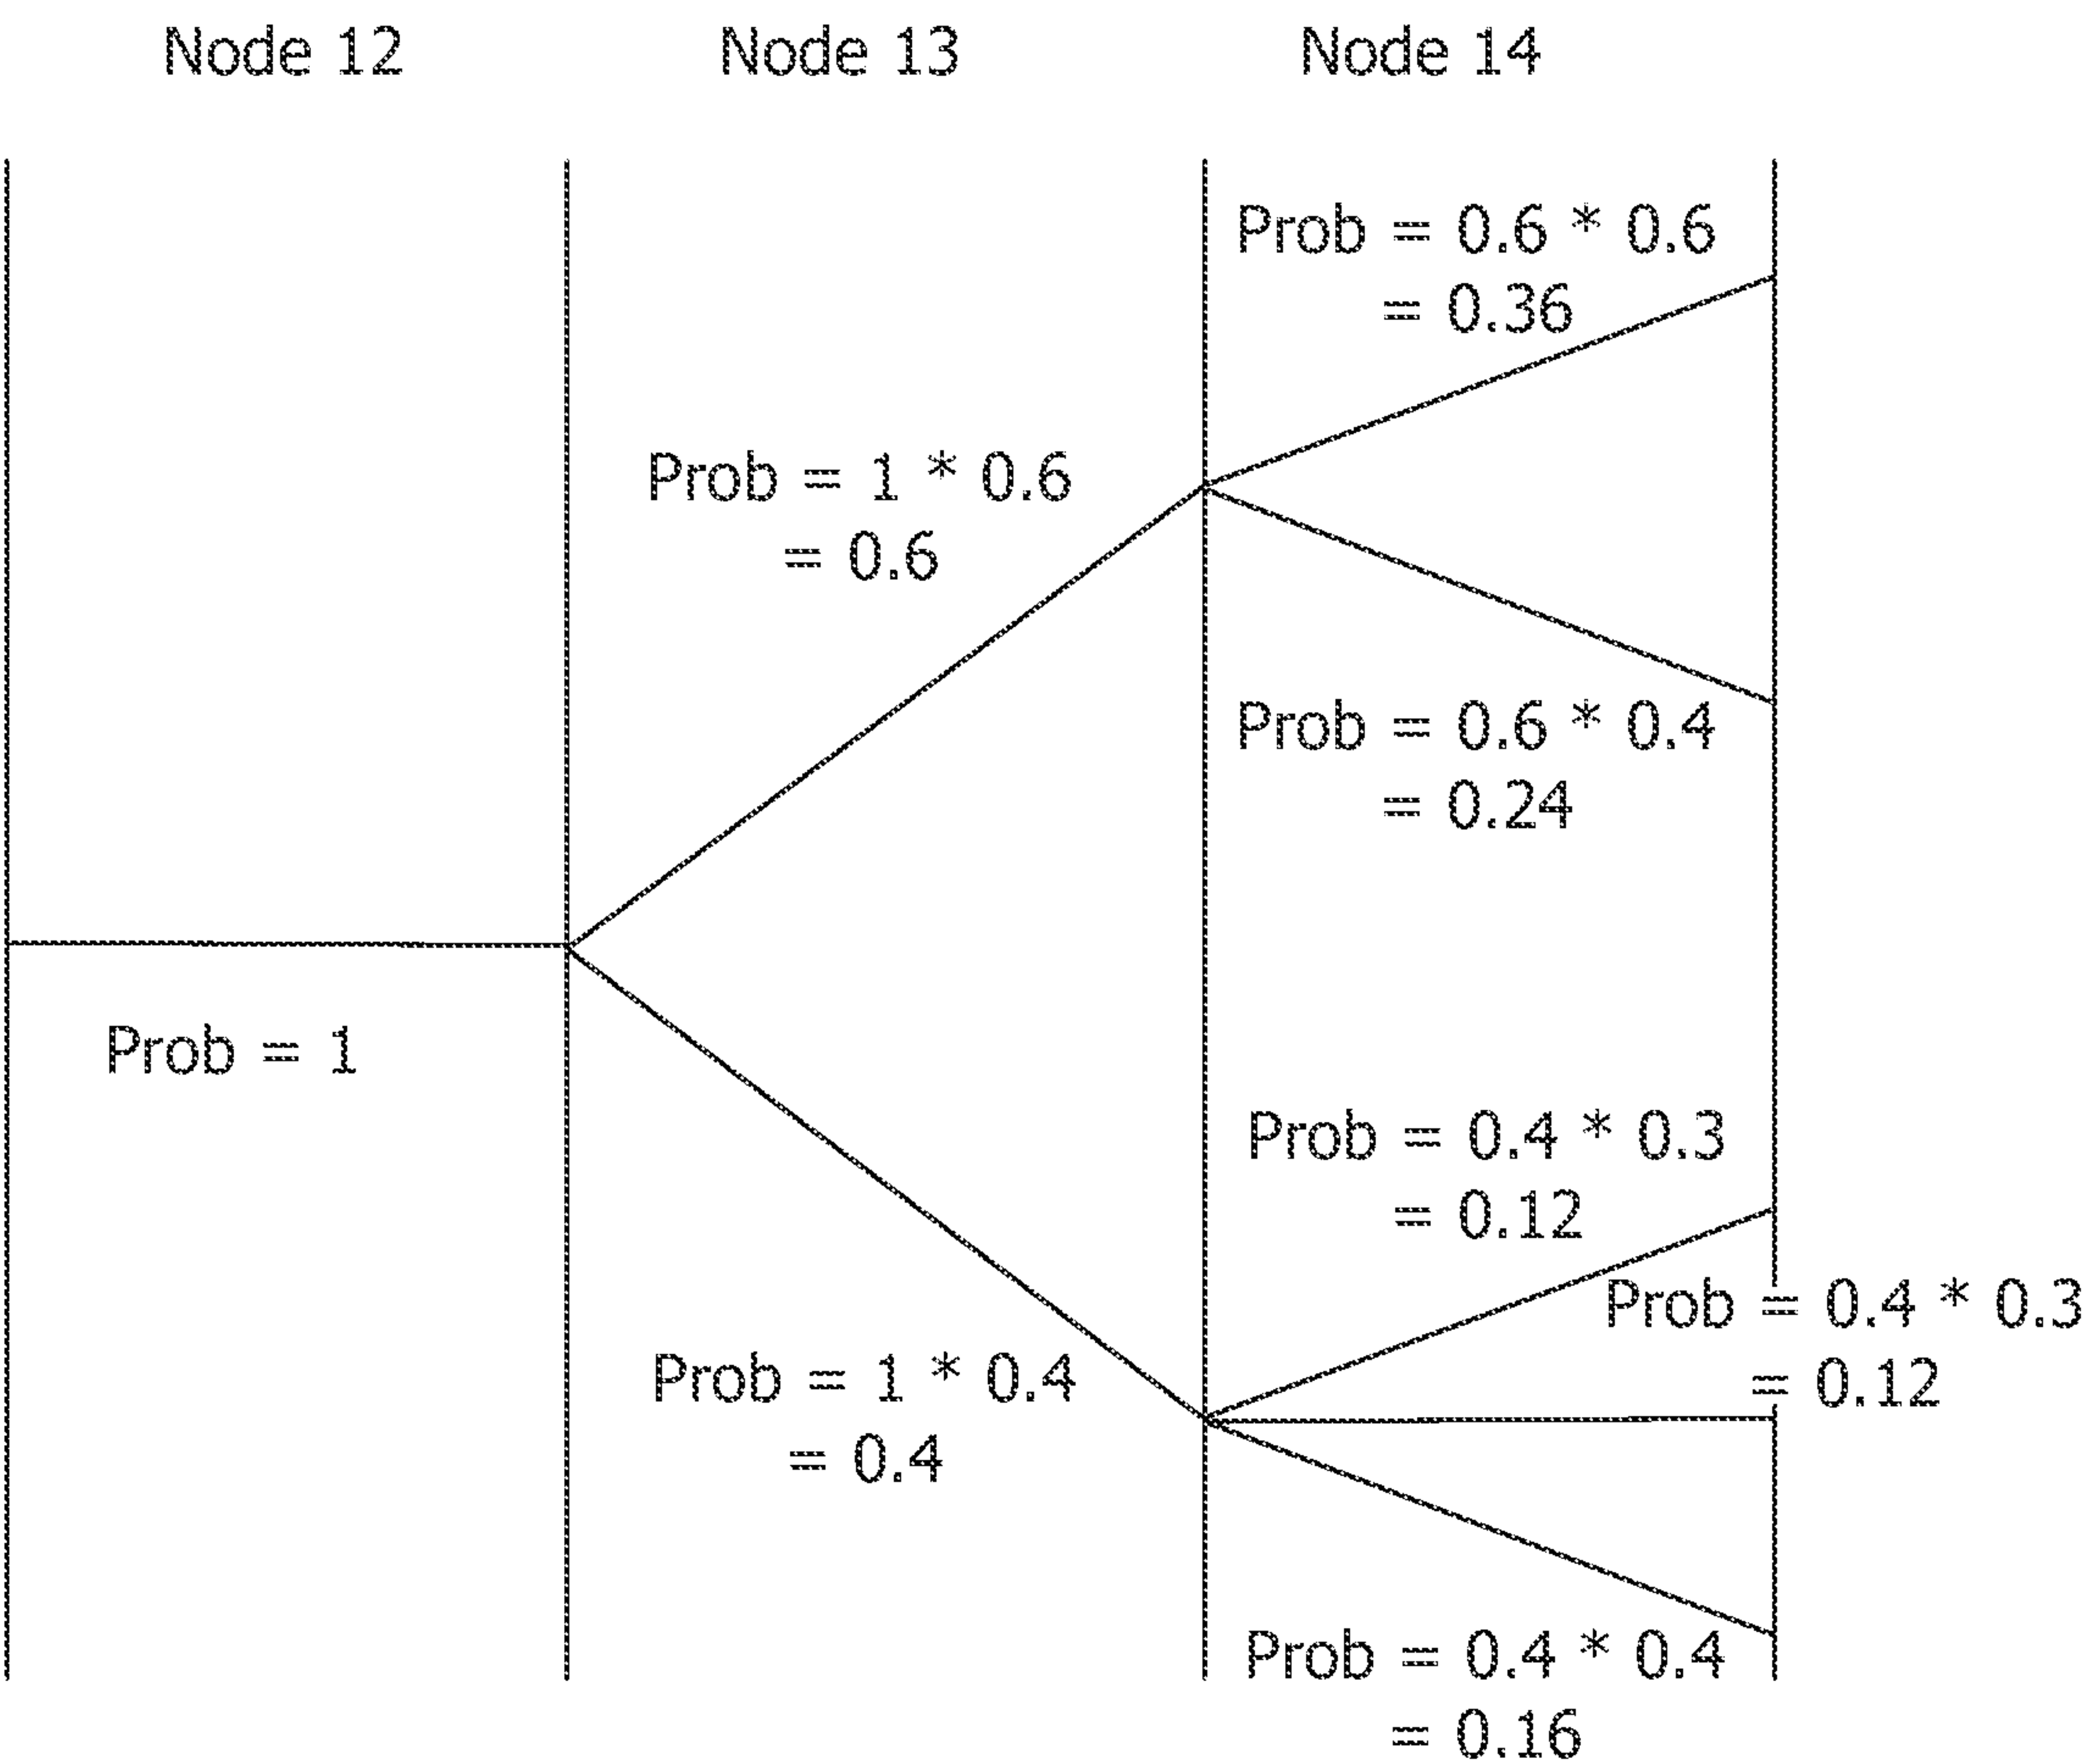 Node 12
Node 13
Node 14
Prob = 0.6 * 0.6
= 0.36
Prob = 1 * 0.6
= 0.6
Prob = 0.6 * 0.4
= 0.24
Prob = 1
Prob = 0.4 * 0.3
= 0.12
Prob = 0.4 * 0.3
= 0.12
Prob = 1 * 0.4
= 0.4
Prob = 0.4 * 0.4
= 0.16